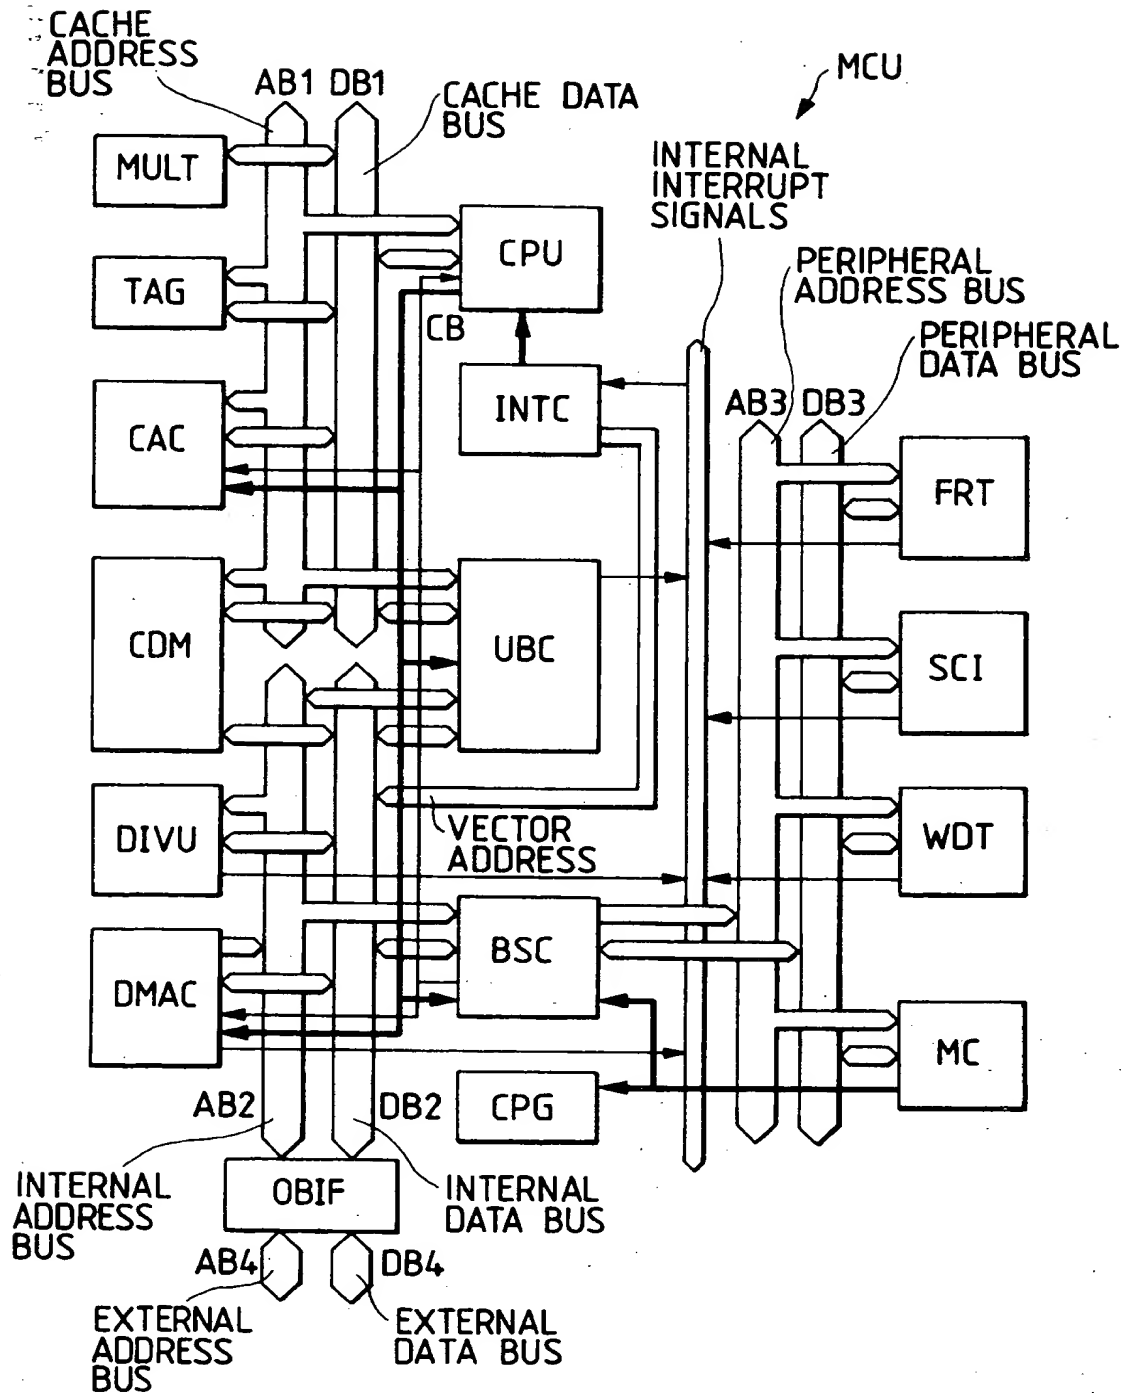 CACHE
ADDRESS
BUS
AB1
DB1
CACHE DATA
BUS
MCU
INTERNAL
INTERRUPT
SIGNALS
MULT
CPU
PERIPHERAL
ADDRESS BUS
TAG
CB
PERIPHERAL
DATA BUS
CAC
INTC
AB3
DB3
FRT
CDM
UBC
SCI
DIVU
VECTOR
ADDRESS
WDT
DMAC
BSC
MC
AB2
DB2
CPG
INTERNAL
ADDRESS
BUS
OBIF
INTERNAL
DATA BUS
AB4
DB4
EXTERNAL
ADDRESS
BUS
EXTERNAL
DATA BUS